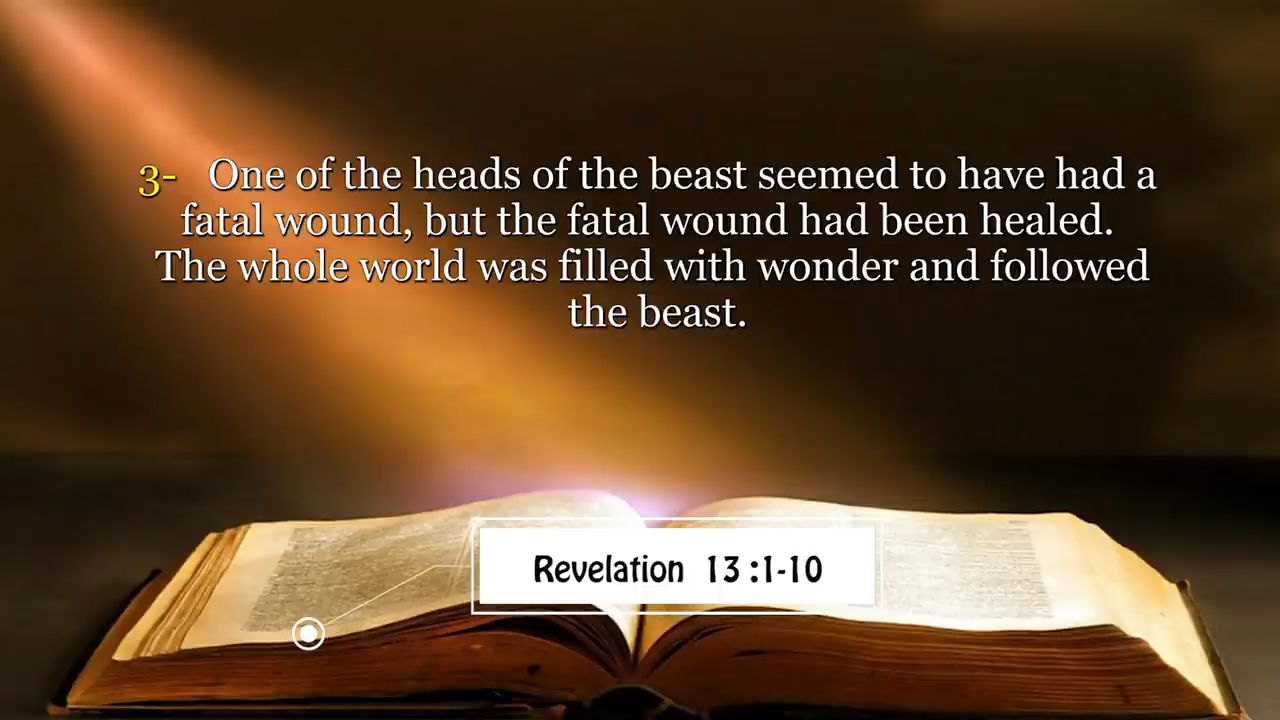 3- One of the heads of the beast seemed to have had a
fatal wound, but the fatal wound had been healed.
The whole world was filled with wonder and followed
the beast.
Revelation 13 :1-10